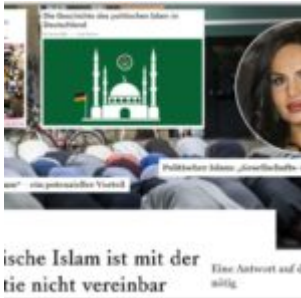 Die Geschichte des politischen Islam in
Deutschland
Politischer Islam: „Gesellschafts-
ein potenzieller Vorteil
ische Islam ist mit der
tie nicht vereinbar
Eine Antwort auf d
nötig